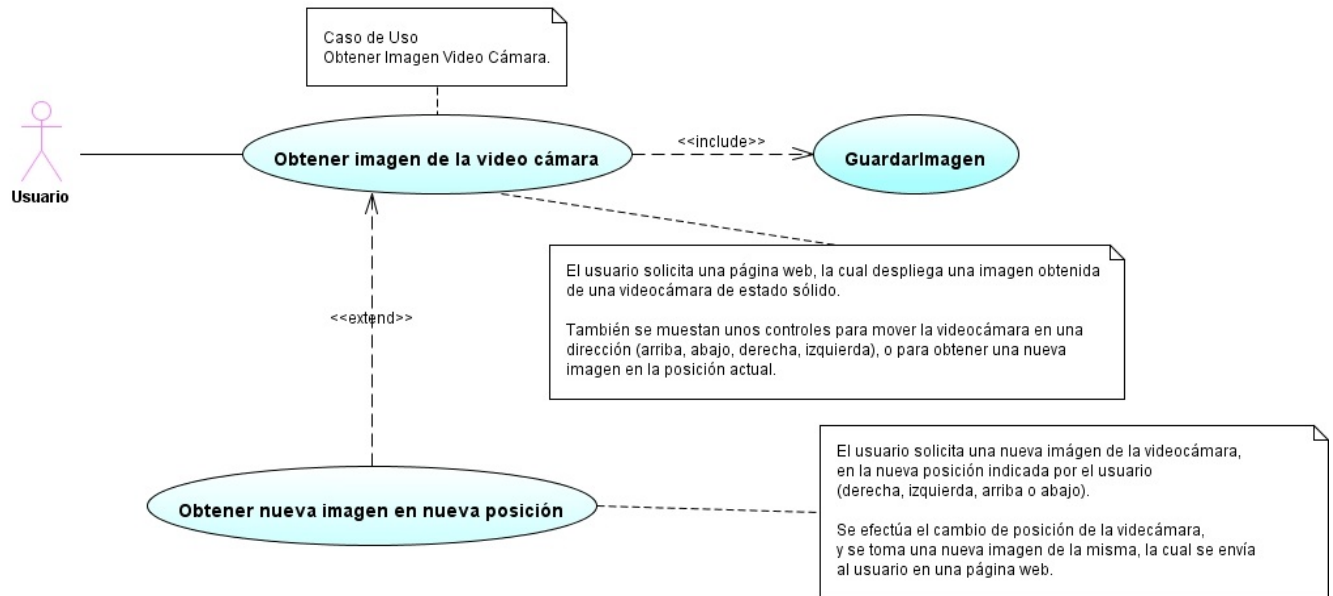 Caso de Uso
Obtener Imagen Video Cámara.
Usuario
Obtener imagen de la video cámara
<<include>>
GuardarImagen
El usuario solicita una página web, la cual despliega una imagen obtenida
de una videocámara de estado sólido.
También se muestan unos controles para mover la videocámara en una
dirección (arriba, abajo, derecha, izquierda), o para obtener una nueva
imagen en la posición actual.
<<extend>>
Obtener nueva imagen en nueva posición
El usuario solicita una nueva imágen de la videocámara,
en la nueva posición indicada por el usuario
(derecha, izquierda, arriba o abajo).
Se efectúa el cambio de posición de la videcámara,
y se toma una nueva imagen de la misma, la cual se envía
al usuario en una página web.